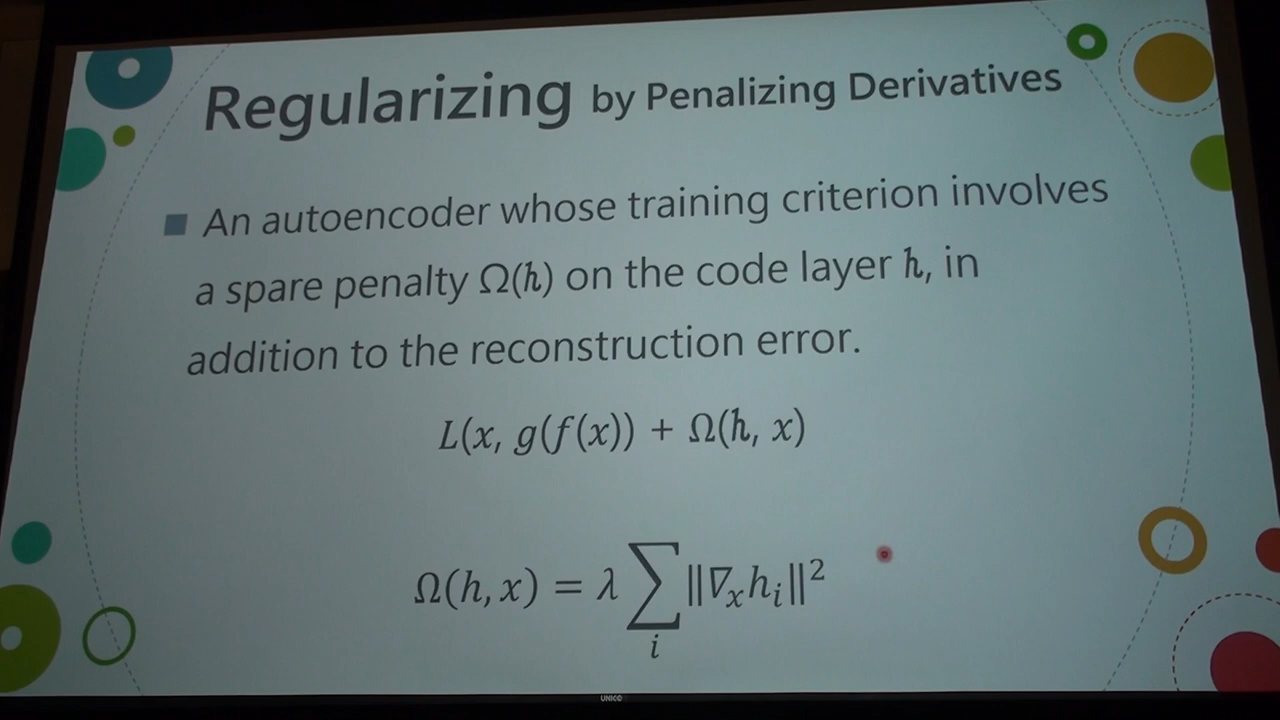 Regularizing by Penalizing Derivatives
An autoencoder whose training criterion involves
a spare penalty Ω(ℎ) on the code layer ℎ, in
addition to the reconstruction error.
L(x, g(f(x)) + Ω(ℎ, x)
Ω(h, x) = λ ∑ ‖∇ₓhᵢ‖²
i
UNICO